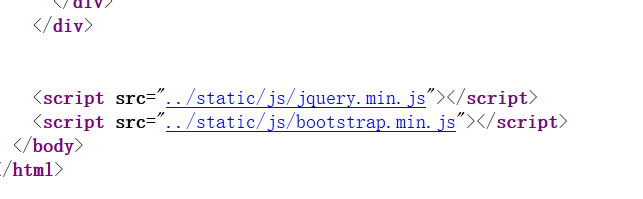 </div>
</div>
<script src="../static/js/jquery.min.js"></script>
<script src="../static/js/bootstrap.min.js"></script>
</body>
</html>